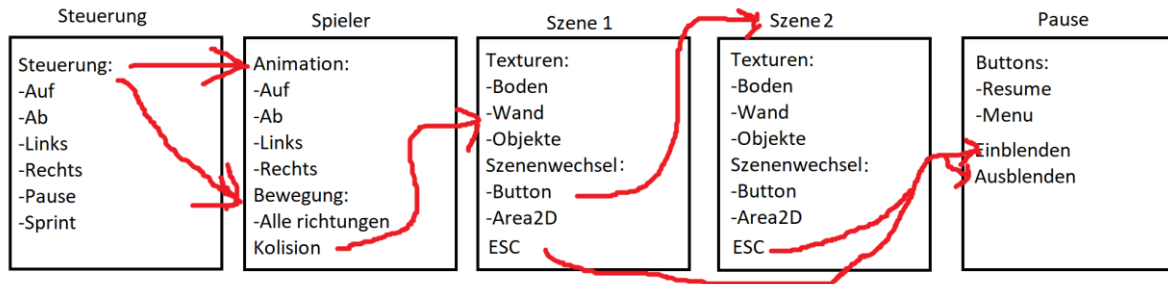 Steuerung
Steuerung:
-Auf
-Ab
-Links
-Rechts
-Pause
-Sprint
Spieler
Animation:
-Auf
-Ab
-Links
-Rechts
Bewegung:
-Alle richtungen
Kolision
Szene 1
Texturen:
-Boden
-Wand
-Objekte
Szenenwechsel:
-Button
-Area2D
ESC
Szene 2
Texturen:
-Boden
-Wand
-Objekte
Szenenwechsel:
-Button
-Area2D
ESC
Pause
Buttons:
-Resume
-Menu
Einblenden
Ausblenden